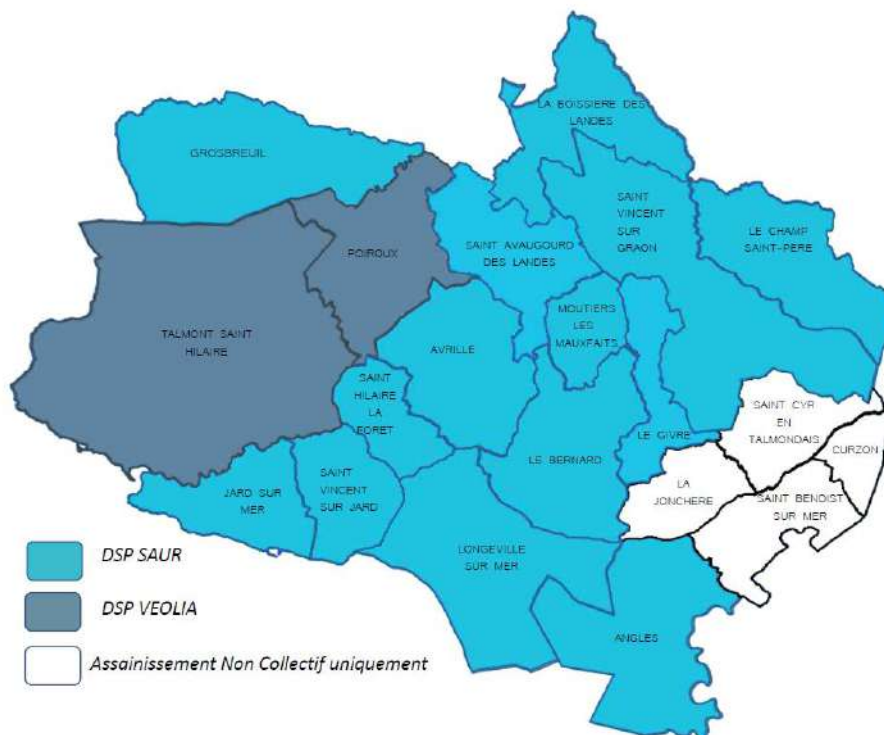 LA BOISSIERE DES
LANDES
GROSBREUIL
SAINT
VINCENT
SUR
GRAON
LE CHAMP
SAINT-PERE
POIROUX
SAINT AVAUGOURD
DES LANDES
TALMONT SAINT
HILAIRE
MOUTIERS
LES
MAUXFAITS
AVRILLE
SAINT
HILAIRE
LA
FORET
SAINT CYR
EN
TALMONDAIS
LE GIVRE
CURZON
LE BERNARD
SAINT
VINCENT
SUR JARD
LA
JONCHERE
JARD SUR
MER
SAINT BENOIST
SUR MER
LONGEVILLE
SUR MER
ANGLES
DSP SAUR
DSP VEOLIA
Assainissement Non Collectif uniquement